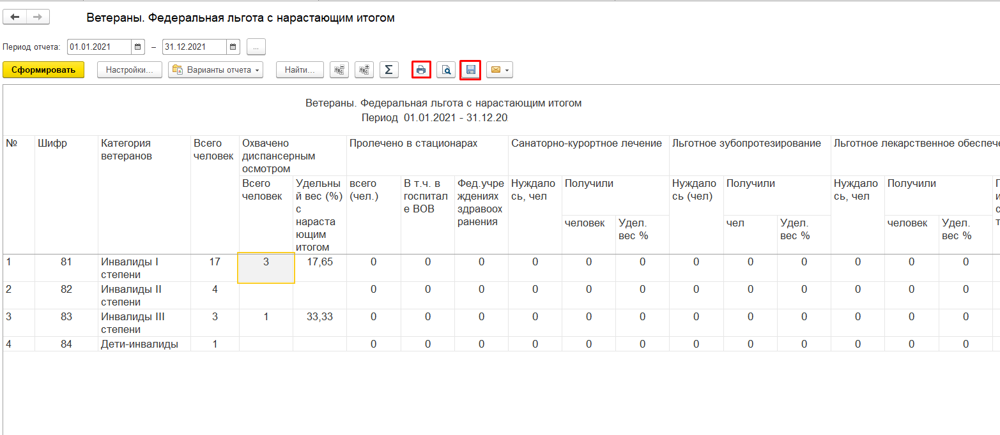 Ветераны. Федеральная льгота с нарастающим итогом
Период отчета: 01.01.2021 – 31.12.2021 ...
Сформировать Настройки... Варианты отчета Найти... Σ
Ветераны. Федеральная льгота с нарастающим итогом
Период 01.01.2021 - 31.12.20
№ Шифр Категория ветеранов Всего человек Охвачено диспансерным осмотром Пролечено в стационарах Санаторно-курортное лечение Льготное зубопротезирование Льготное лекарственное обеспече
Всего человек Удельный вес (%) с нарастающим итогом всего (чел.) В т.ч. в госпитале ВОВ Фед.учреждениях здравоохранения Нуждалось, чел Получили Нуждалось (чел) Получили Нуждалось, чел Получили
человек Удел. вес % чел Удел. вес % человек Удел. вес %
1 81 Инвалиды I степени 17 3 17,65 0 0 0 0 0 0 0 0 0 0 0 0
2 82 Инвалиды II степени 4 0 0 0 0 0 0 0 0 0 0 0 0
3 83 Инвалиды III степени 3 1 33,33 0 0 0 0 0 0 0 0 0 0 0 0
4 84 Дети-инвалиды 1 0 0 0 0 0 0 0 0 0 0 0 0